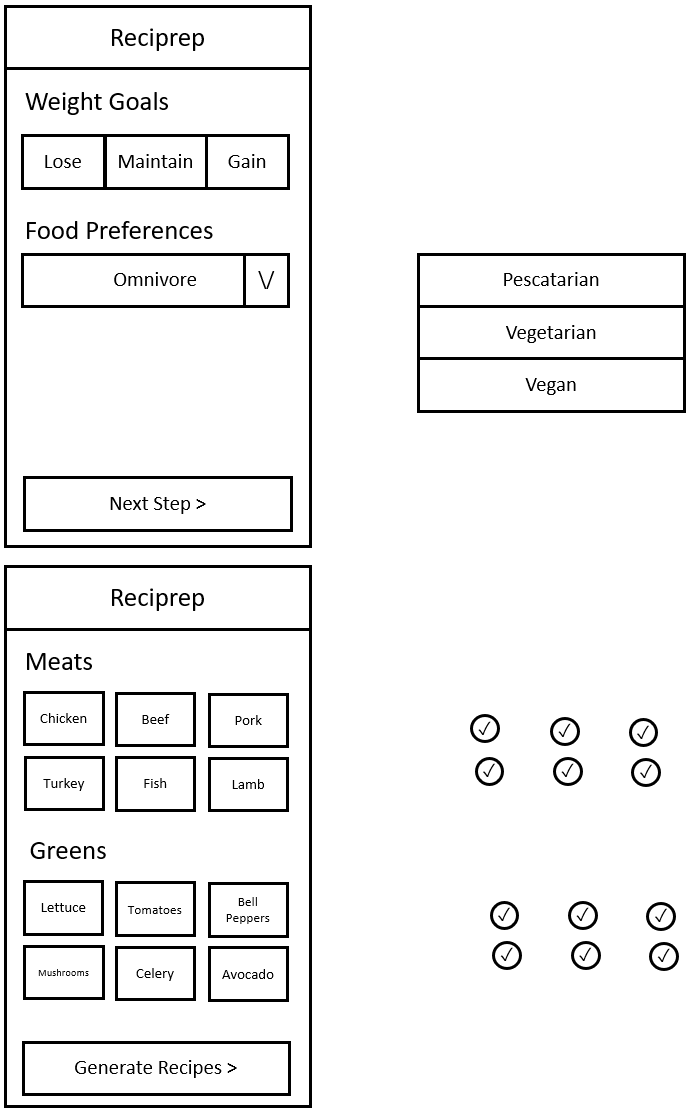 Reciprep
Weight Goals
Lose
Maintain
Gain
Food Preferences
Omnivore
\/
Pescatarian
Vegetarian
Vegan
Next Step >
Reciprep
Meats
Chicken
Beef
Pork
Turkey
Fish
Lamb
Greens
Lettuce
Tomatoes
Bell
Peppers
Mushrooms
Celery
Avocado
Generate Recipes >